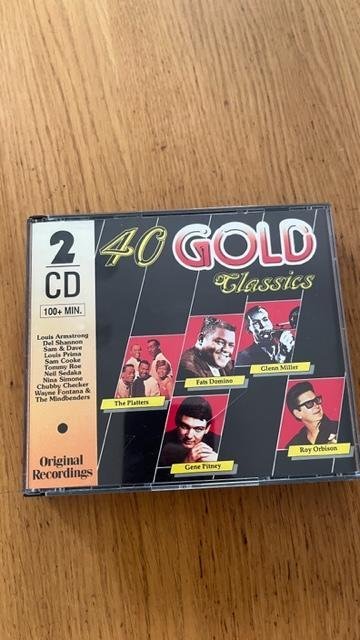 2
CD
100+ MIN.
Louis Armstrong
Del Shannon
Sam & Dave
Louis Prima
Sam Cooke
Tommy Roe
Neil Sedaka
Nina Simone
Chubby Checker
Wayne Fontana &
The Mindbenders
Original
Recordings
40 GOLD
Classics
The Platters
Fats Domino
Glenn Miller
Gene Pitney
Roy Orbison